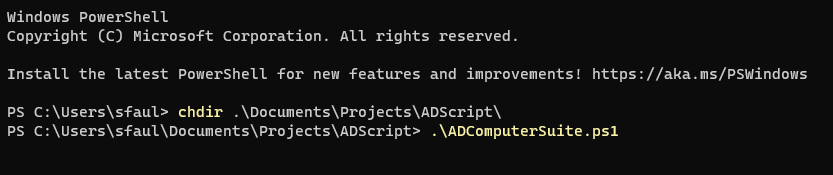 Windows PowerShell
Copyright (C) Microsoft Corporation. All rights reserved.
Install the latest PowerShell for new features and improvements! https://aka.ms/PSWindows
PS C:\Users\sfaul> chdir .\Documents\Projects\ADScript\
PS C:\Users\sfaul\Documents\Projects\ADScript> .\ADComputerSuite.ps1